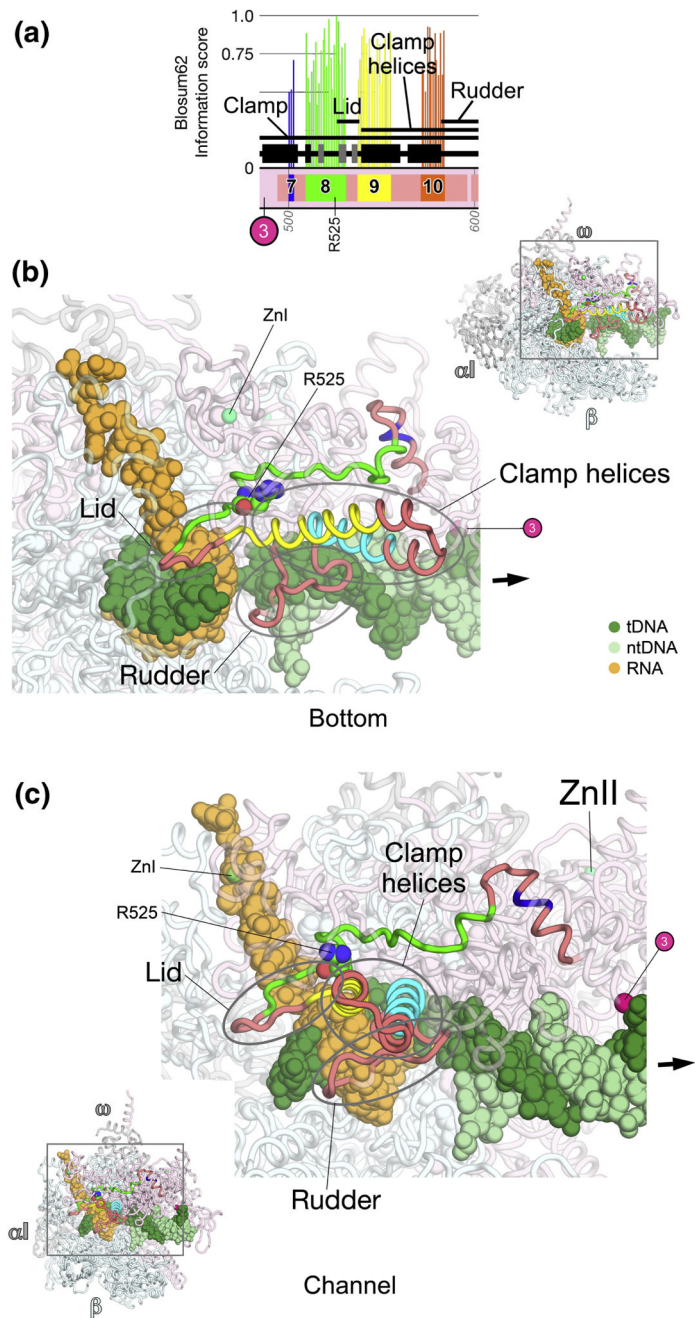 (a)
Blosum62
Information score
1.0
0.75
0
Clamp
Lid
Clamp
helices
Rudder
7
8
9
10
3
500
R525
600
(b)
ω
αI
β
ZnI
R525
Lid
Clamp helices
3
Rudder
tDNA
ntDNA
RNA
Bottom
(c)
ZnII
ZnI
Clamp
helices
R525
Lid
3
Rudder
ω
αI
β
Channel